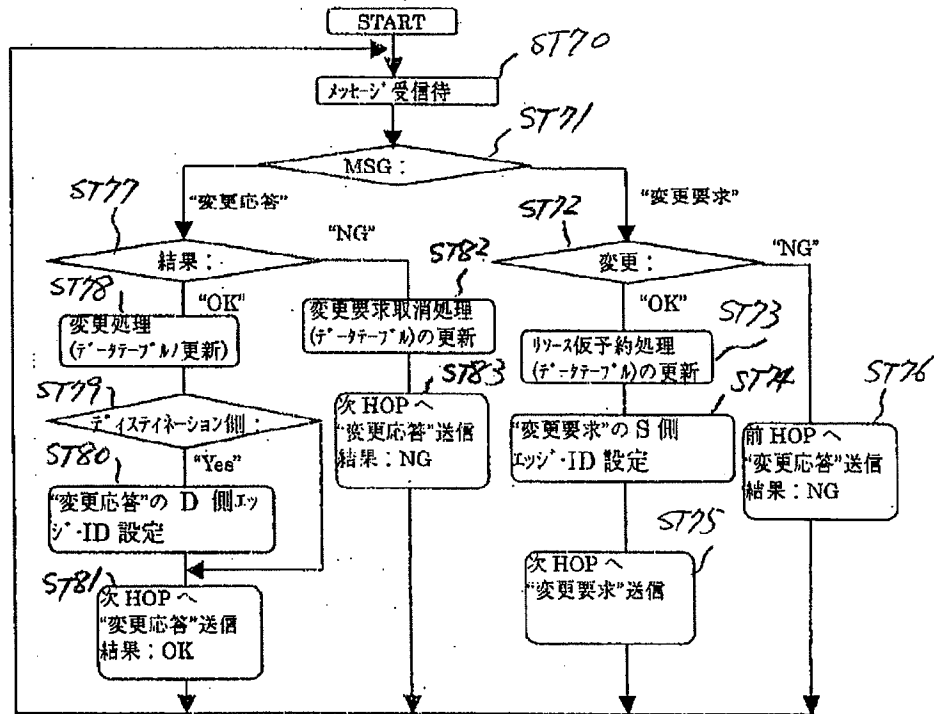 START
ST70
メッセージ受信待
ST71
MSG：
ST77
“変更応答”
ST72
“変更要求”
結果：
“NG”
ST82
変更：
“NG”
ST78
“OK”
変更処理
(データテーブルノ更新)
変更要求取消処理
(データテーブル)の更新
“OK”
ST73
リソース仮予約処理
(データテーブル)の更新
ST79
ディスティネーション側：
ST83
次 HOP へ
“変更応答”送信
結果：NG
ST74
“変更要求”の S 側
エッジ･ID 設定
ST76
前 HOP へ
“変更応答”送信
結果：NG
ST80
“Yes”
“変更応答”の D 側エッ
ジ･ID 設定
ST75
次 HOP へ
“変更要求”送信
ST81
次 HOP へ
“変更応答”送信
結果：OK